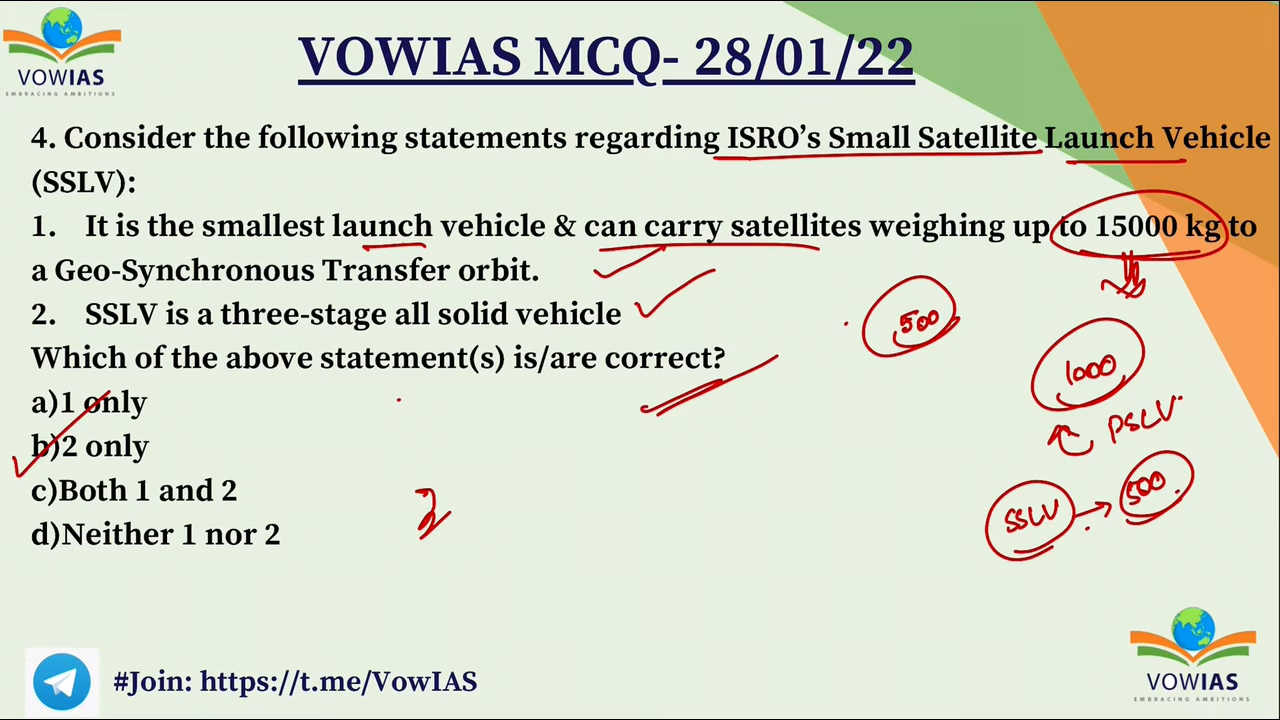 VOWIAS
EMBRACING AMBITIONS
VOWIAS MCQ- 28/01/22
4. Consider the following statements regarding ISRO’s Small Satellite Launch Vehicle
(SSLV):
1. It is the smallest launch vehicle & can carry satellites weighing up to 15000 kg to
a Geo-Synchronous Transfer orbit.
2. SSLV is a three-stage all solid vehicle
500
Which of the above statement(s) is/are correct?
1000
a)1 only
PSLV
b)2 only
c)Both 1 and 2
2
SSLV → 500
d)Neither 1 nor 2
#Join: https://t.me/VowIAS
VOWIAS
EMBRACING AMBITIONS